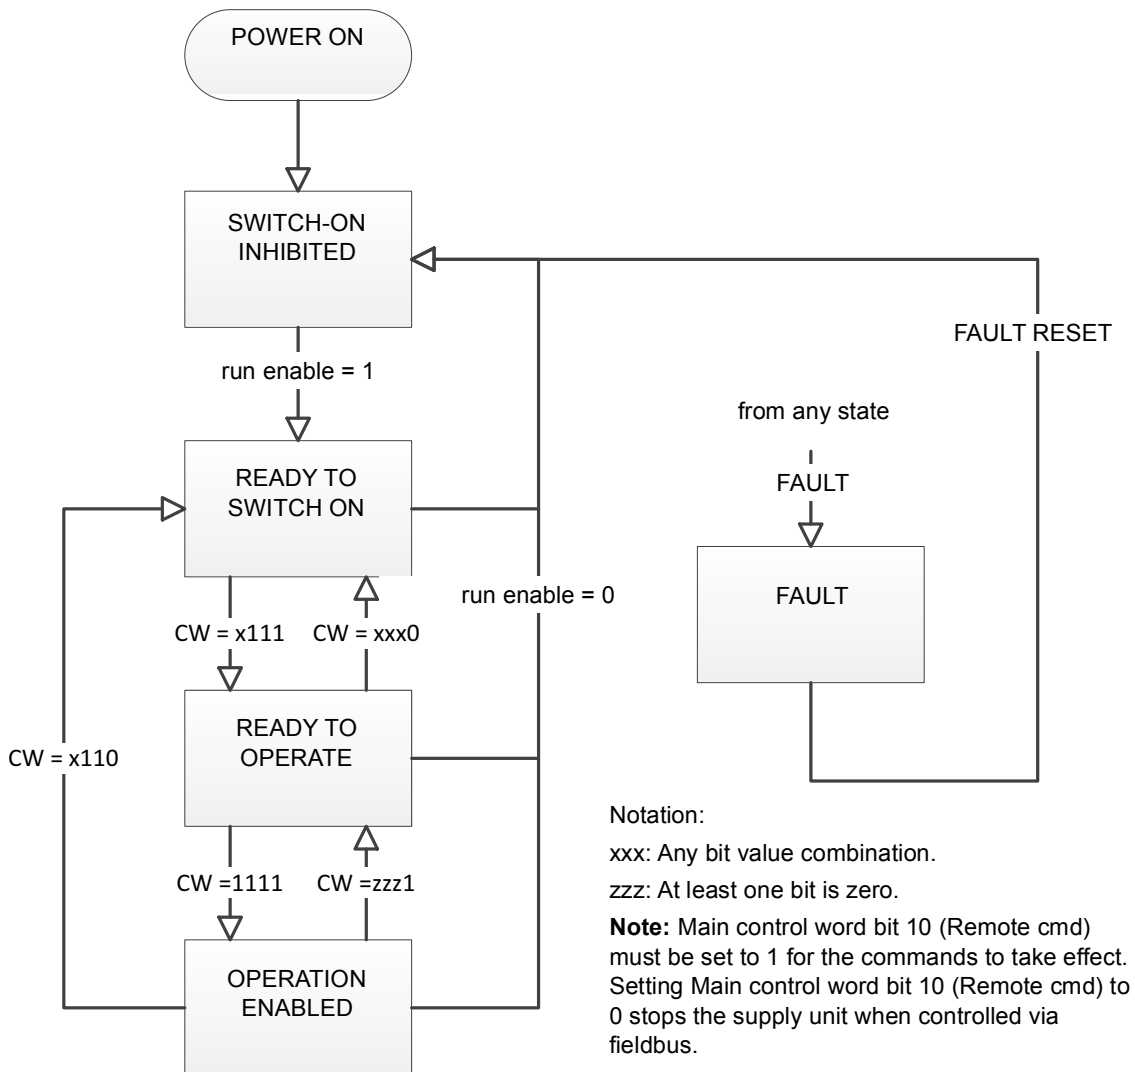 POWER ON
SWITCH-ON
INHIBITED
FAULT RESET
run enable = 1
from any state
READY TO
SWITCH ON
FAULT
FAULT
run enable = 0
CW = x111
CW = xxx0
READY TO
OPERATE
CW = x110
CW =1111
CW =zzz1
OPERATION
ENABLED
Notation:
xxx: Any bit value combination.
zzz: At least one bit is zero.
Note: Main control word bit 10 (Remote cmd)
must be set to 1 for the commands to take effect.
Setting Main control word bit 10 (Remote cmd) to
0 stops the supply unit when controlled via
fieldbus.